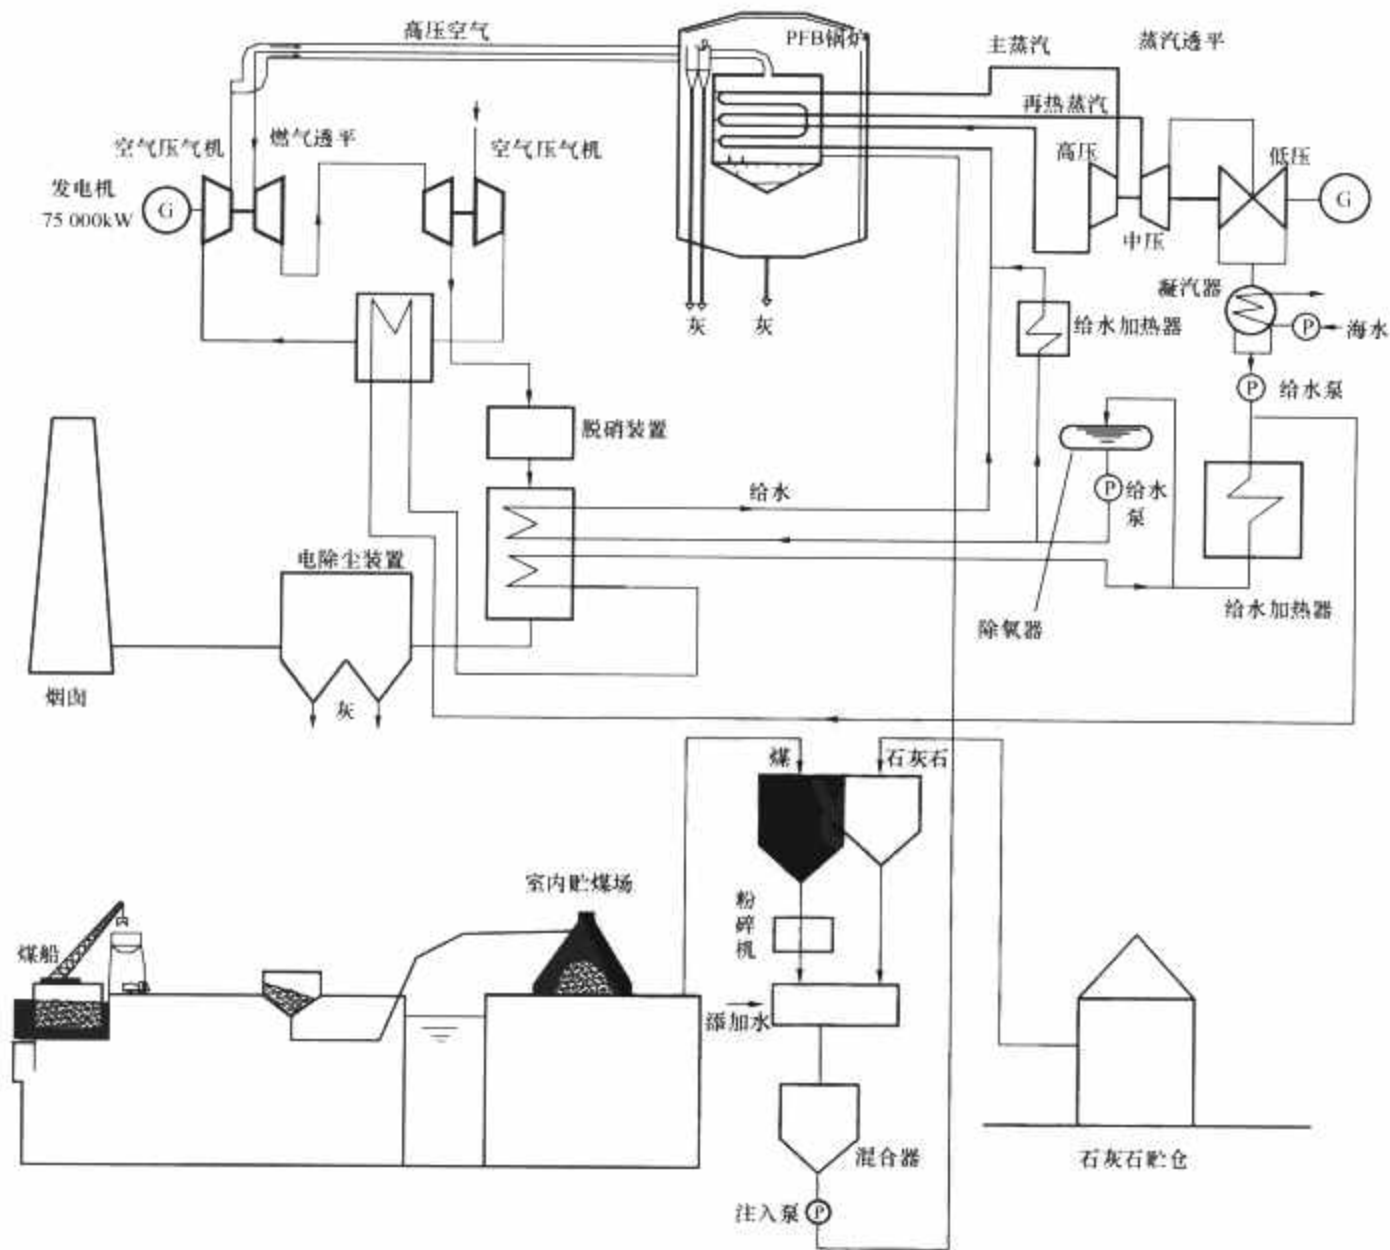 高压空气
PFB锅炉
主蒸汽
蒸汽透平
再热蒸汽
空气压气机
燃气透平
空气压气机
高压
低压
发电机
75 000kW
G
G
中压
凝汽器
灰
灰
给水加热器
P
海水
P
给水泵
脱硝装置
给水
P
给水
泵
电除尘装置
除氧器
给水加热器
烟囱
灰
煤
石灰石
室内贮煤场
粉
碎
机
煤船
添加水
混合器
石灰石贮仓
注入泵
P